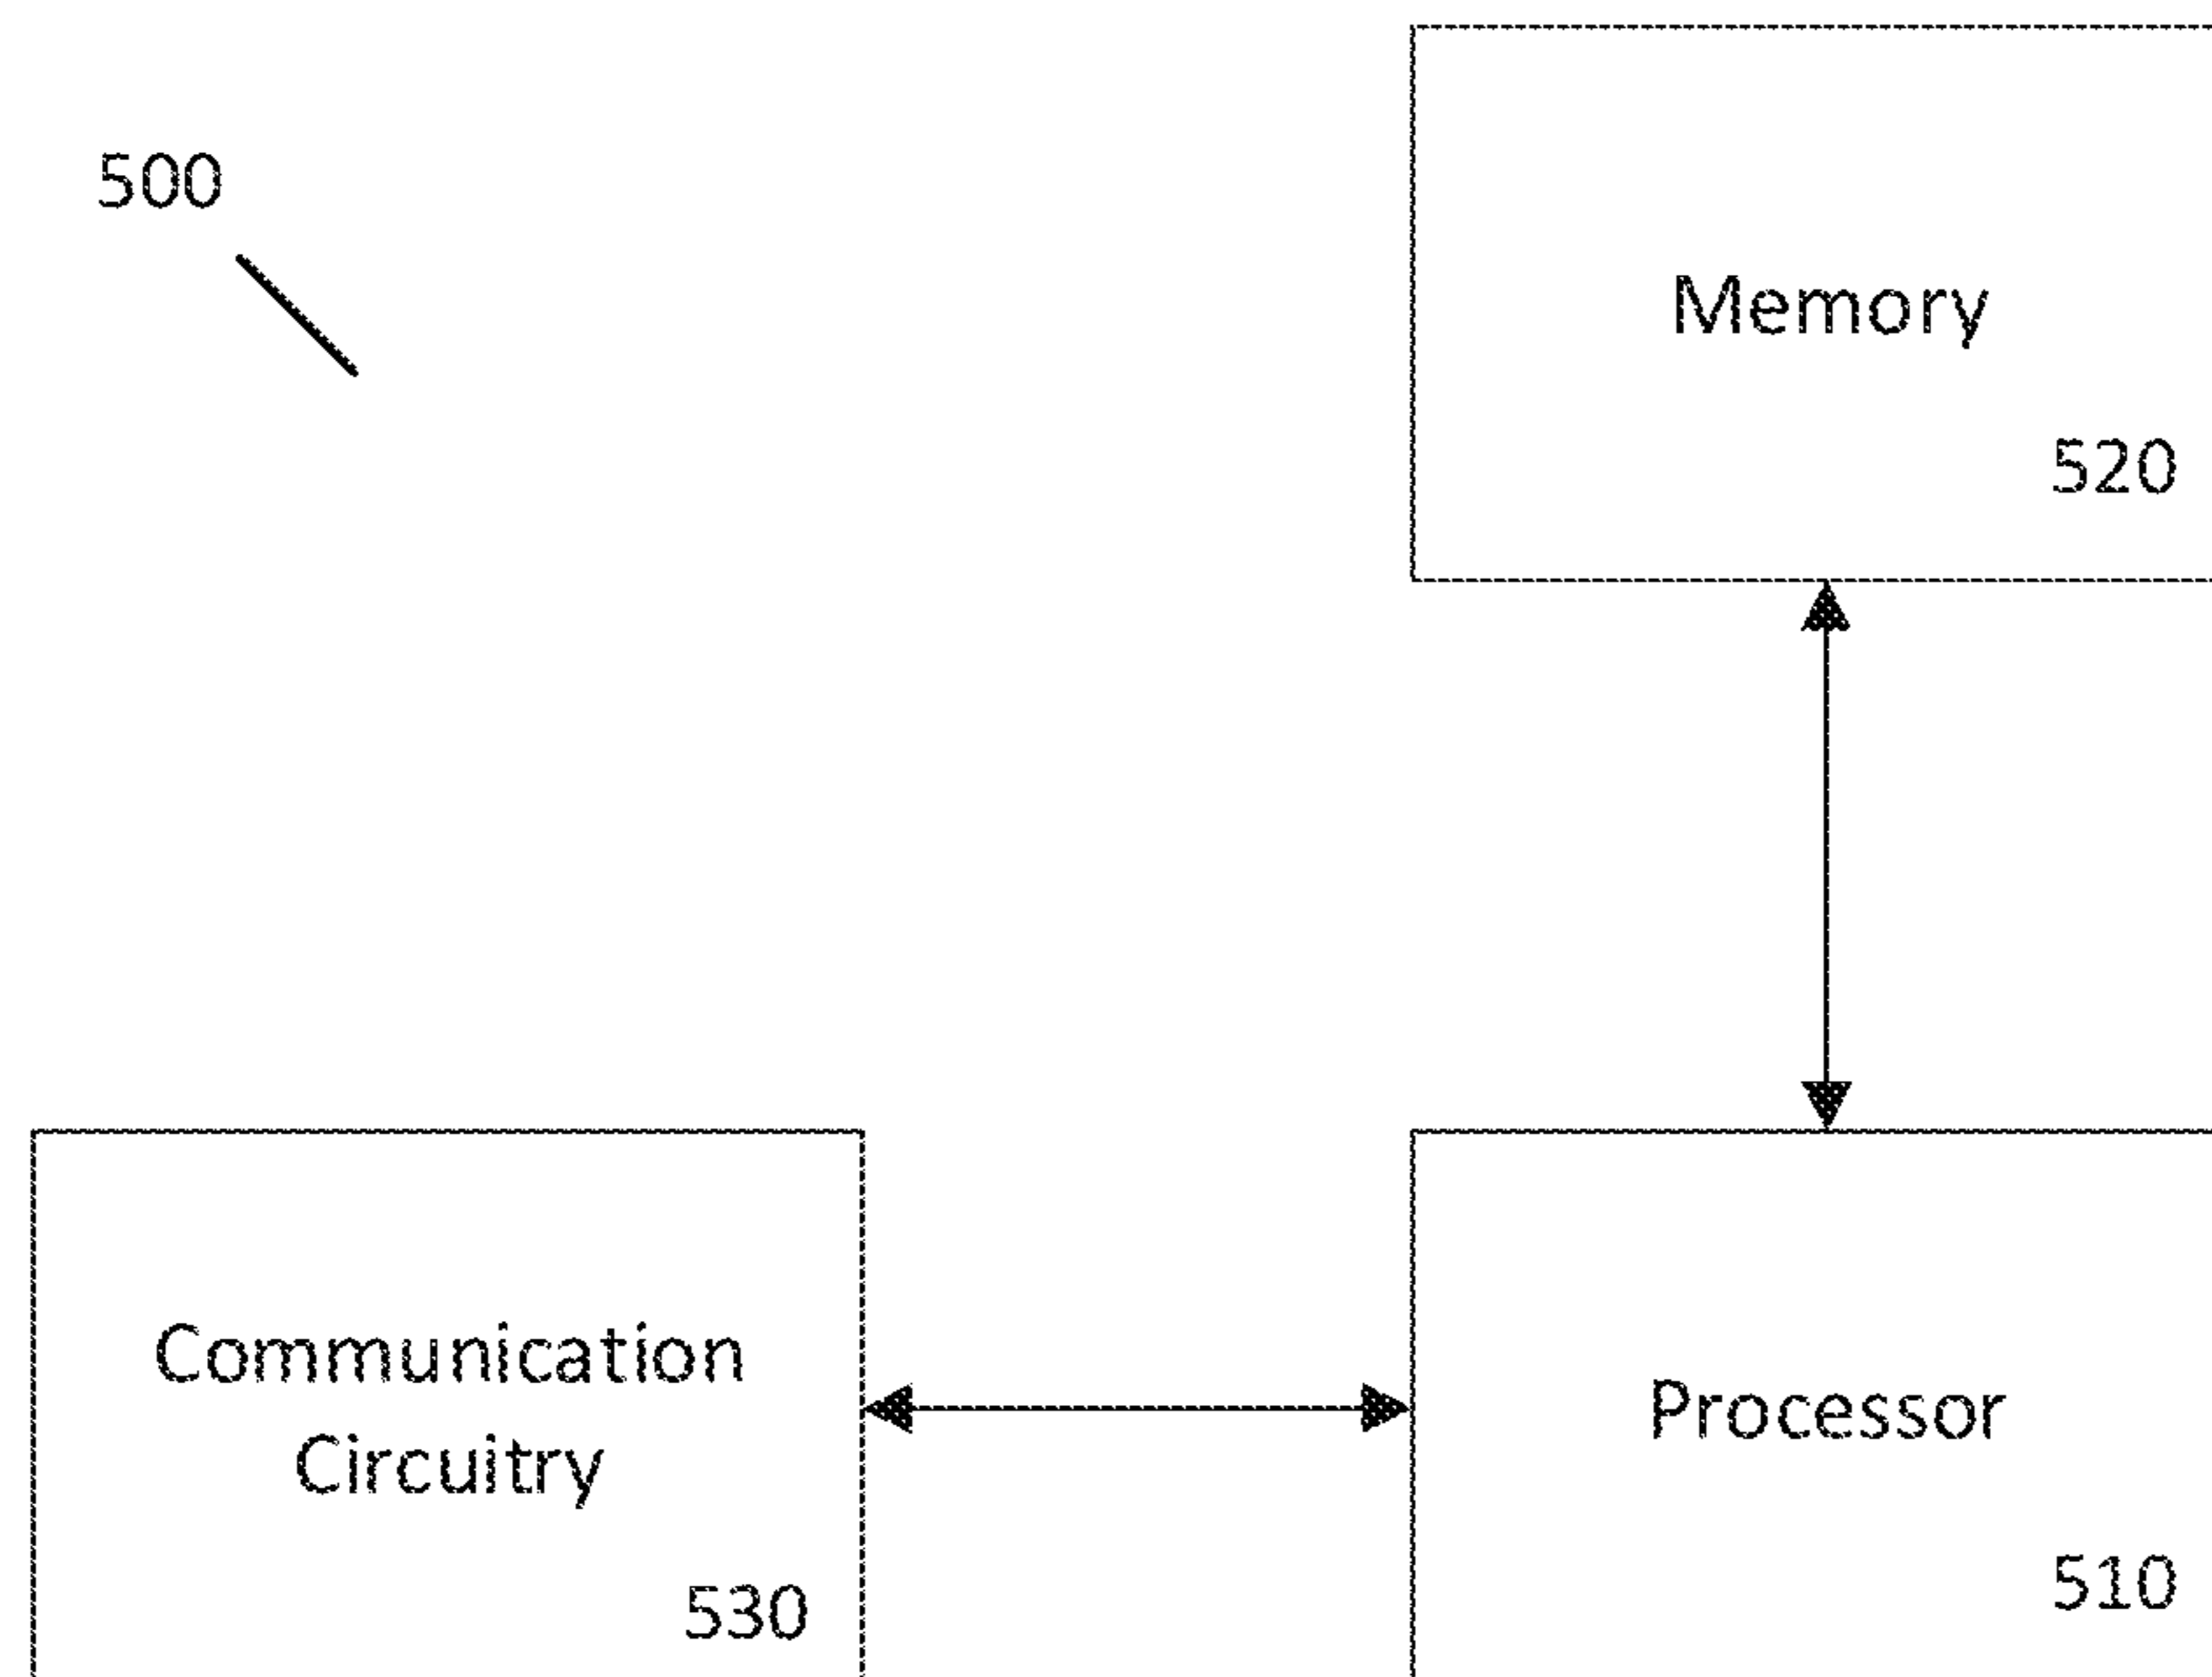 500
Memory
520
Communication
Circuitry
530
Processor
510